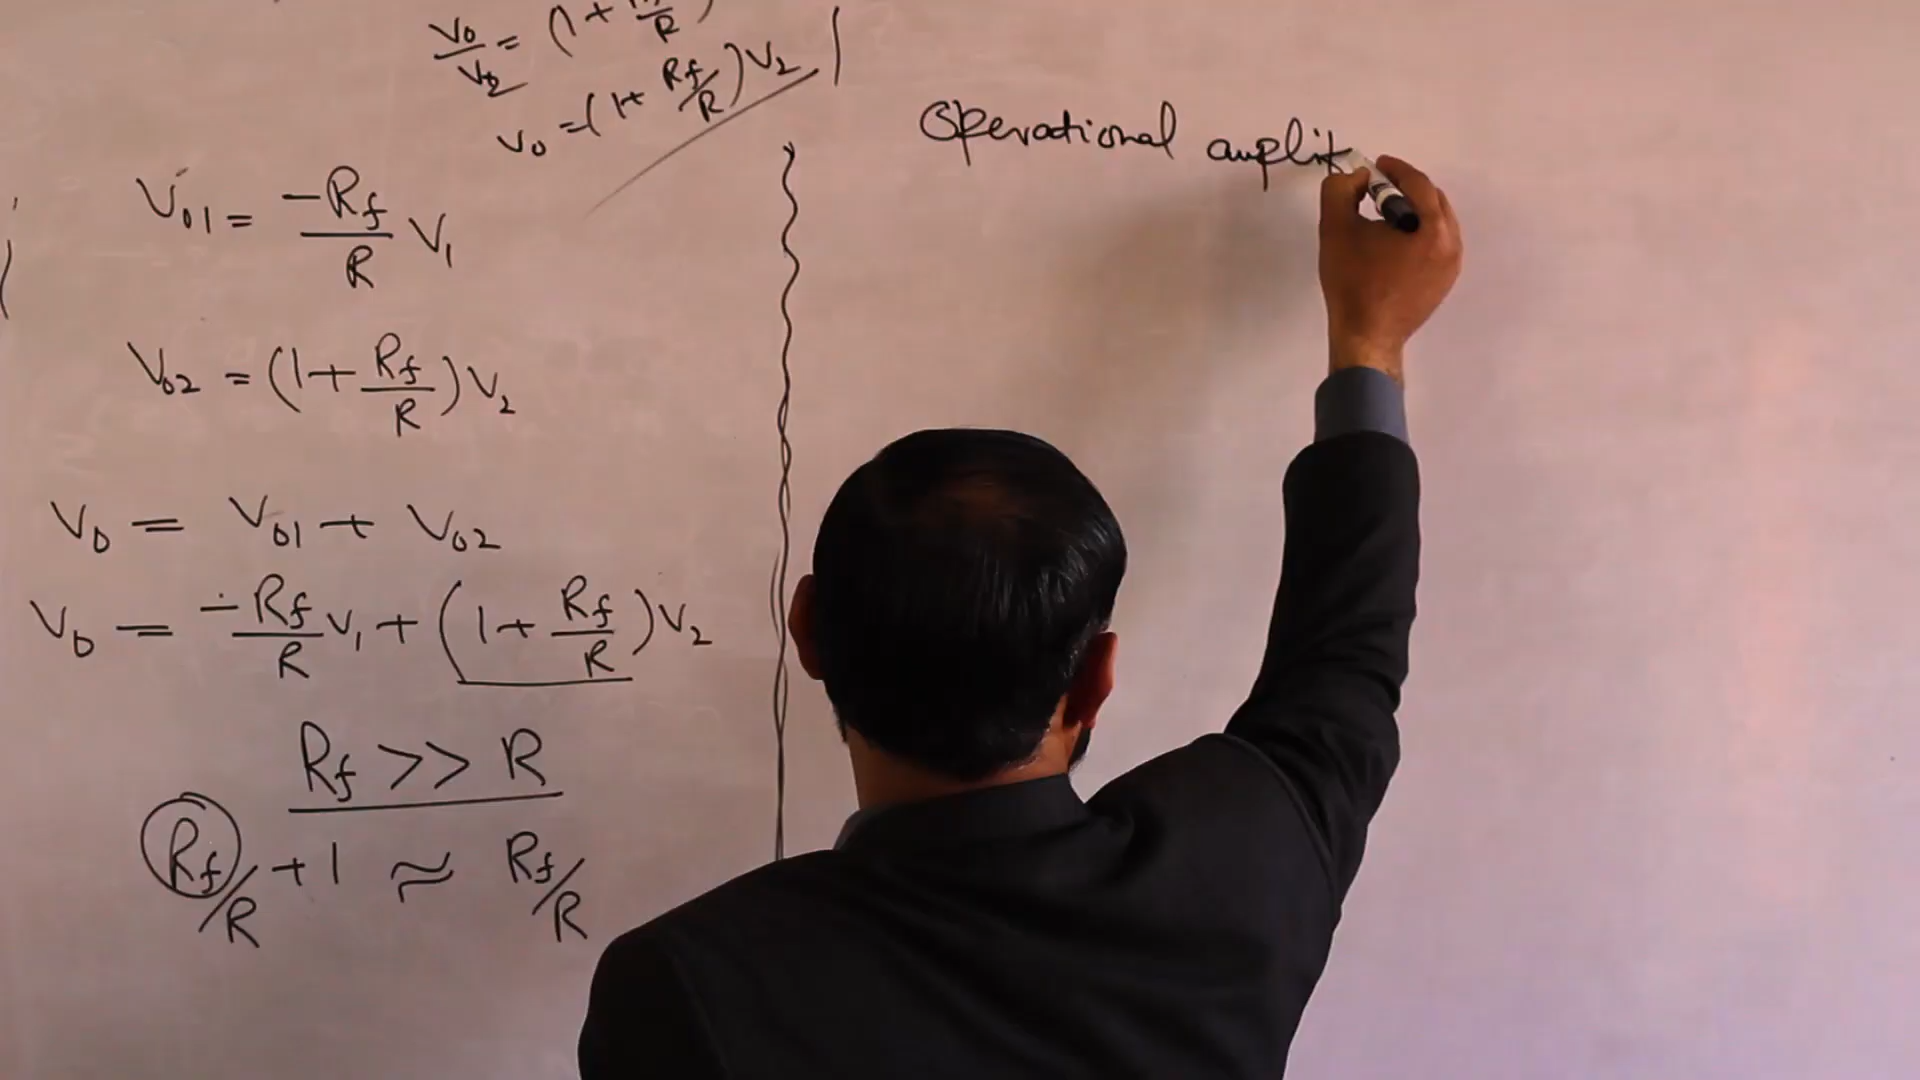 V0/V2 = (1 + Rf/R)
V0 = (1 + Rf/R) V2
V01 = -Rf/R V1
V02 = (1 + Rf/R) V2
V0 = V01 + V02
V0 = -Rf/R V1 + (1 + Rf/R) V2
Rf >> R
Rf/R + 1 ≈ Rf/R
Operational amplif